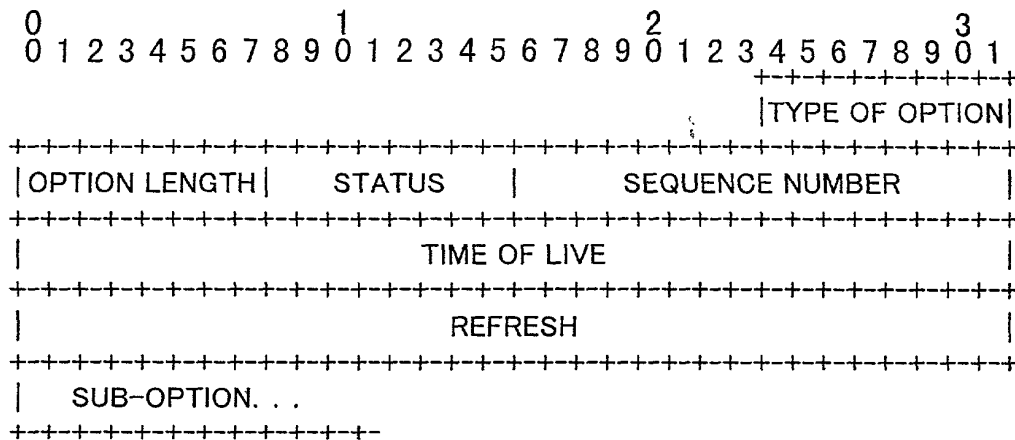 0 1 2 3
0 1 2 3 4 5 6 7 8 9 0 1 2 3 4 5 6 7 8 9 0 1 2 3 4 5 6 7 8 9 0 1
+-+-+-+-+-+-+-+-+
|TYPE OF OPTION|
+-+-+-+-+-+-+-+-+-+-+-+-+-+-+-+-+-+-+-+-+-+-+-+-+-+-+-+-+-+-+-+-+
|OPTION LENGTH| STATUS | SEQUENCE NUMBER |
+-+-+-+-+-+-+-+-+-+-+-+-+-+-+-+-+-+-+-+-+-+-+-+-+-+-+-+-+-+-+-+-+
| TIME OF LIVE |
+-+-+-+-+-+-+-+-+-+-+-+-+-+-+-+-+-+-+-+-+-+-+-+-+-+-+-+-+-+-+-+-+
| REFRESH |
+-+-+-+-+-+-+-+-+-+-+-+-+-+-+-+-+-+-+-+-+-+-+-+-+-+-+-+-+-+-+-+-+
| SUB-OPTION. . .
+-+-+-+-+-+-+-+-+-+-+-+-